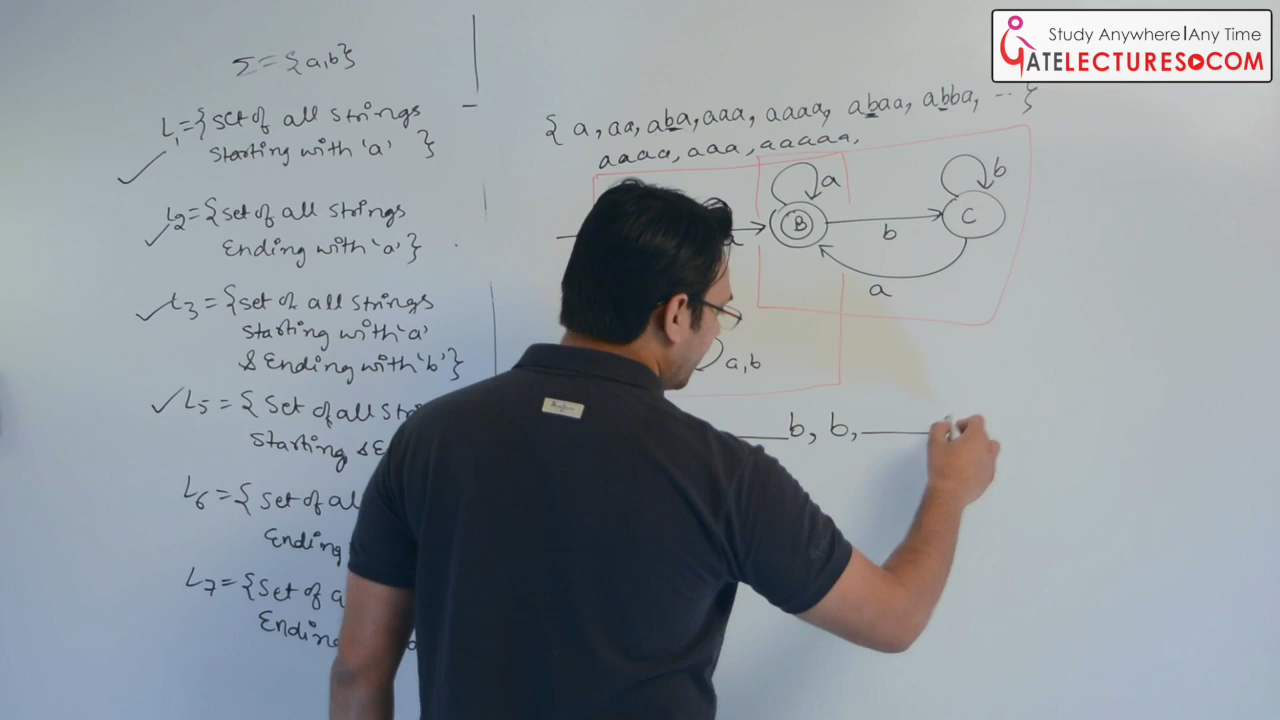 Study Anywhere|Any Time
GATELECTURES.COM
Σ = {a,b}
L1={set of all strings
starting with 'a' }
L2={set of all strings
Ending with 'a'}
L3={set of all strings
starting with 'a'
& Ending with 'b'}
L5={set of all
starting &
L6={set of
Ending
L7={set of
Ending
{ a, aa, aba, aaa, aaaa, abaa, abba, ... }
aaaa, aaa, aaaaa,
a
b
a
B
b
C
a
a,b
b, b,